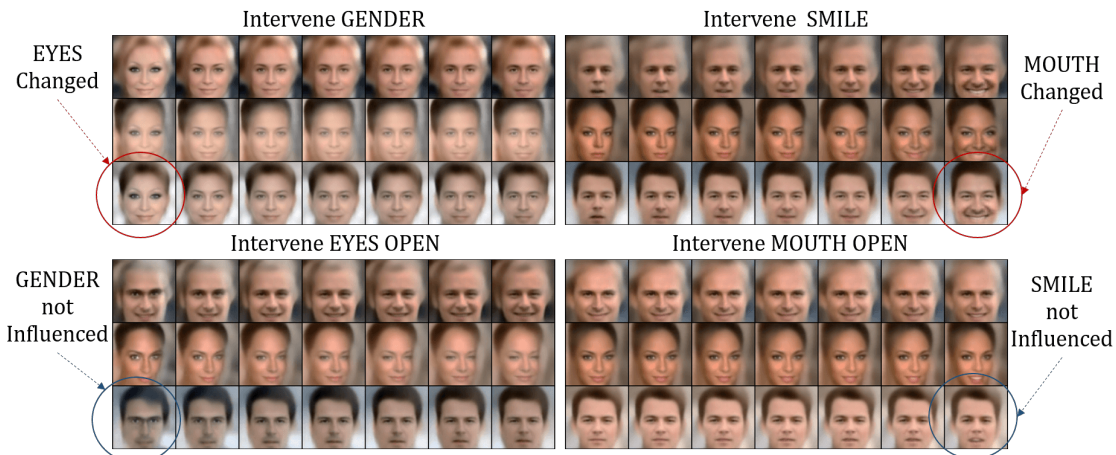 Intervene GENDER
Intervene SMILE
EYES
Changed
MOUTH
Changed
Intervene EYES OPEN
Intervene MOUTH OPEN
GENDER
not
Influenced
SMILE
not
Influenced